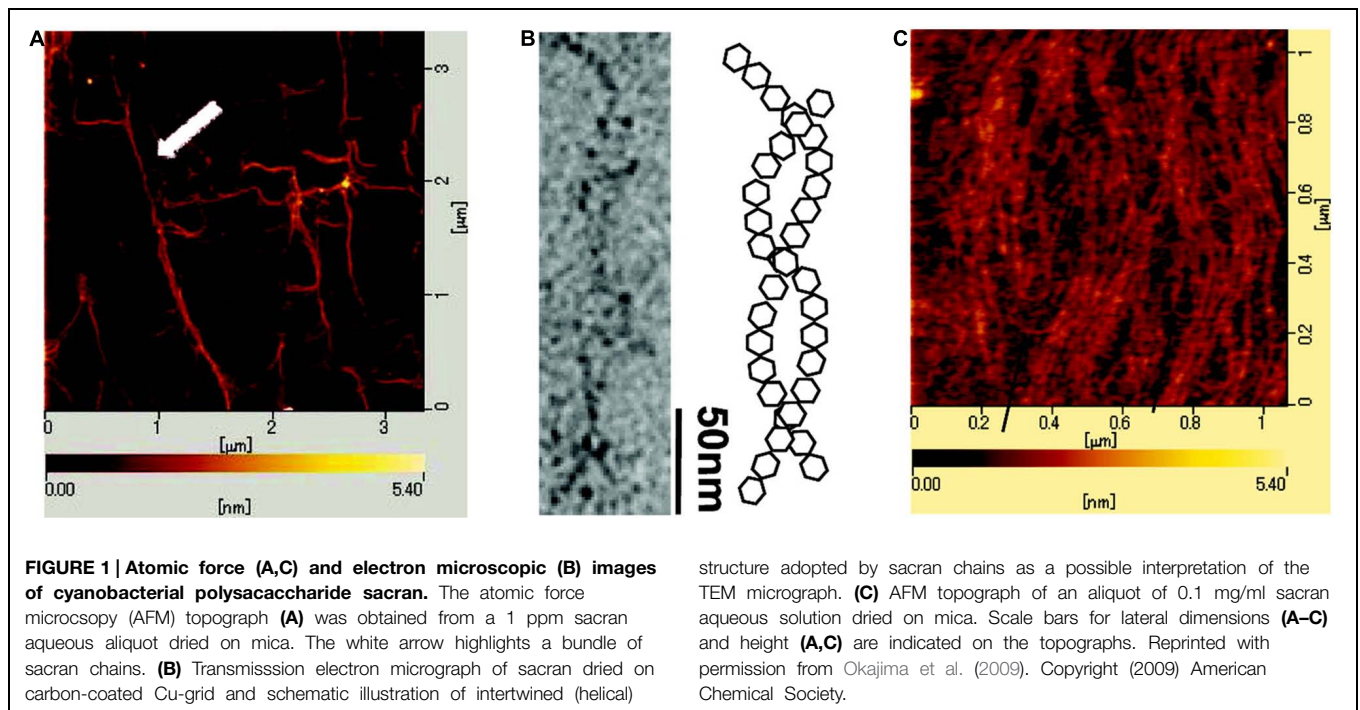 A
3
2
1
0
[µm]
0
1
2
3
[µm]
0.00
5.40
[nm]
B
50nm
C
1
0.8
0.6
0.4
0.2
0
[µm]
0
0.2
0.4
0.6
0.8
1
[µm]
0.00
5.40
[nm]
FIGURE 1 | Atomic force (A,C) and electron microscopic (B) images
of cyanobacterial polysacaccharide sacran. The atomic force
microcsopy (AFM) topograph (A) was obtained from a 1 ppm sacran
aqueous aliquot dried on mica. The white arrow highlights a bundle of
sacran chains. (B) Transmisssion electron micrograph of sacran dried on
carbon-coated Cu-grid and schematic illustration of intertwined (helical)
structure adopted by sacran chains as a possible interpretation of the
TEM micrograph. (C) AFM topograph of an aliquot of 0.1 mg/ml sacran
aqueous solution dried on mica. Scale bars for lateral dimensions (A–C)
and height (A,C) are indicated on the topographs. Reprinted with
permission from Okajima et al. (2009). Copyright (2009) American
Chemical Society.